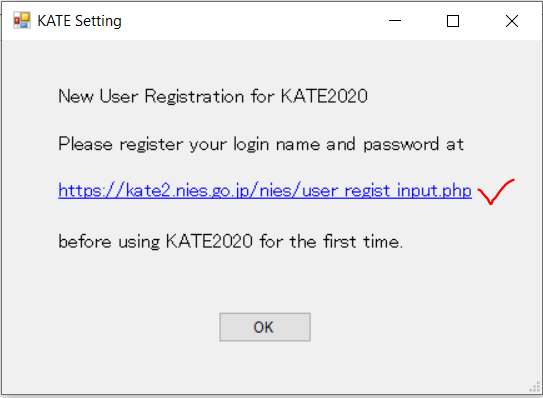 KATE Setting
New User Registration for KATE2020
Please register your login name and password at
https://kate2.nies.go.jp/nies/user_regist_input.php
before using KATE2020 for the first time.
OK